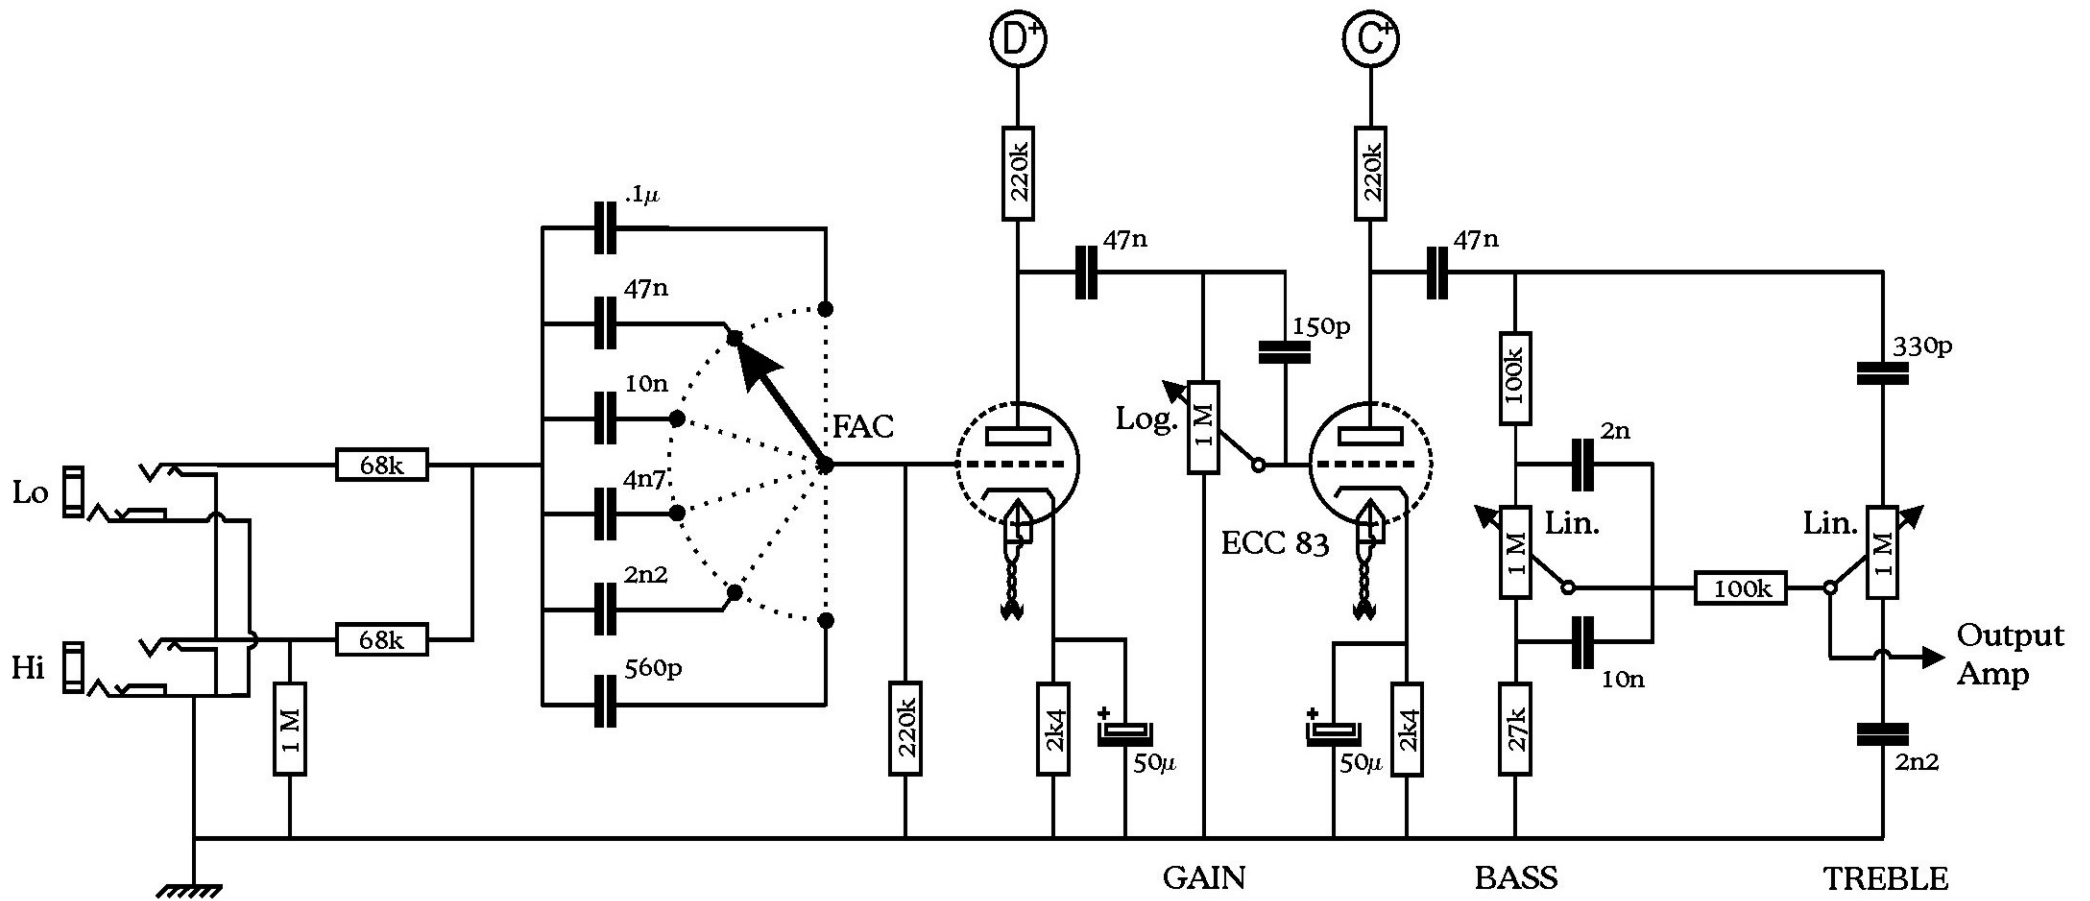 D+
C+
220k
220k
.1µ
47n
47n
47n
150p
330p
10n
100k
Log.
1 M
FAC
2n
68k
4n7
Lo
ECC 83
1 M
Lin.
Lin.
1 M
2n2
100k
68k
Hi
560p
10n
Output
Amp
1 M
220k
2k4
+
50µ
+
50µ
2k4
27k
2n2
GAIN
BASS
TREBLE